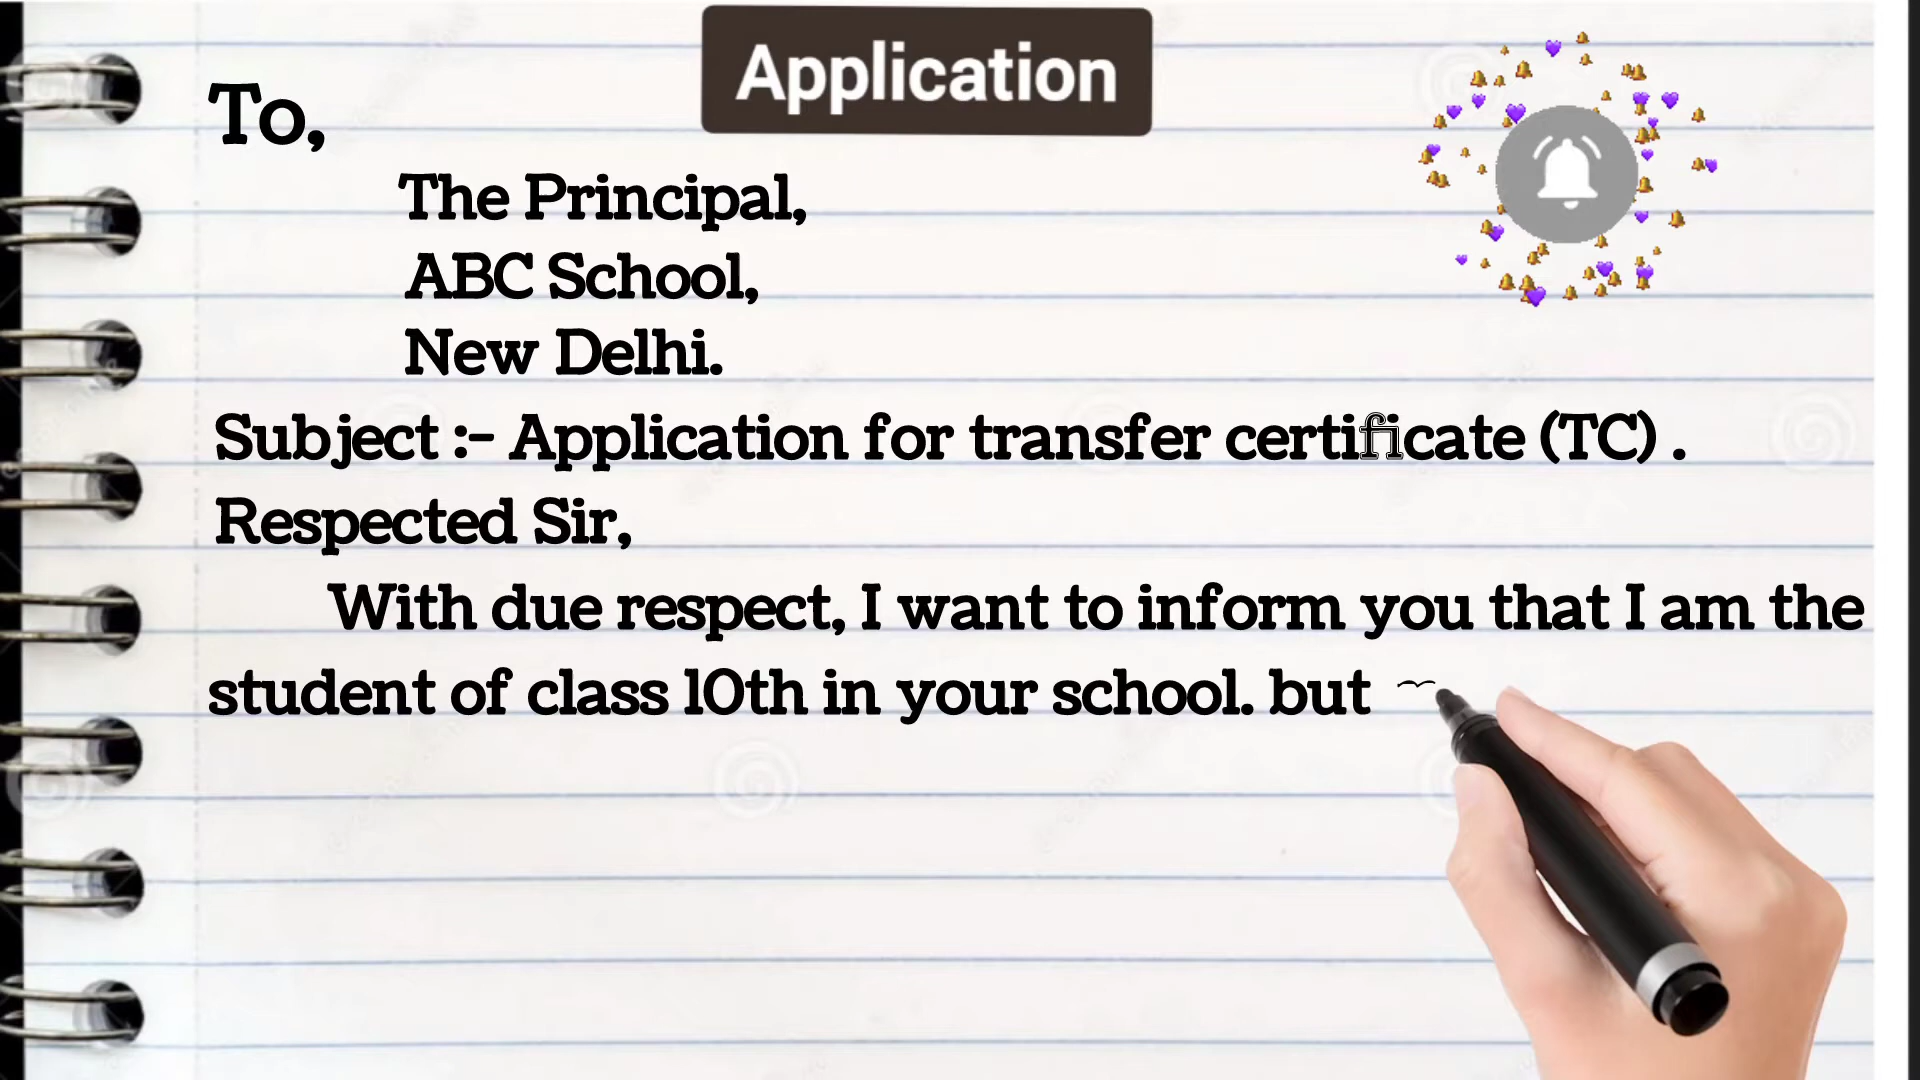 Application
To,
The Principal,
ABC School,
New Delhi.
Subject :- Application for transfer certificate (TC) .
Respected Sir,
With due respect, I want to inform you that I am the
student of class 10th in your school. but